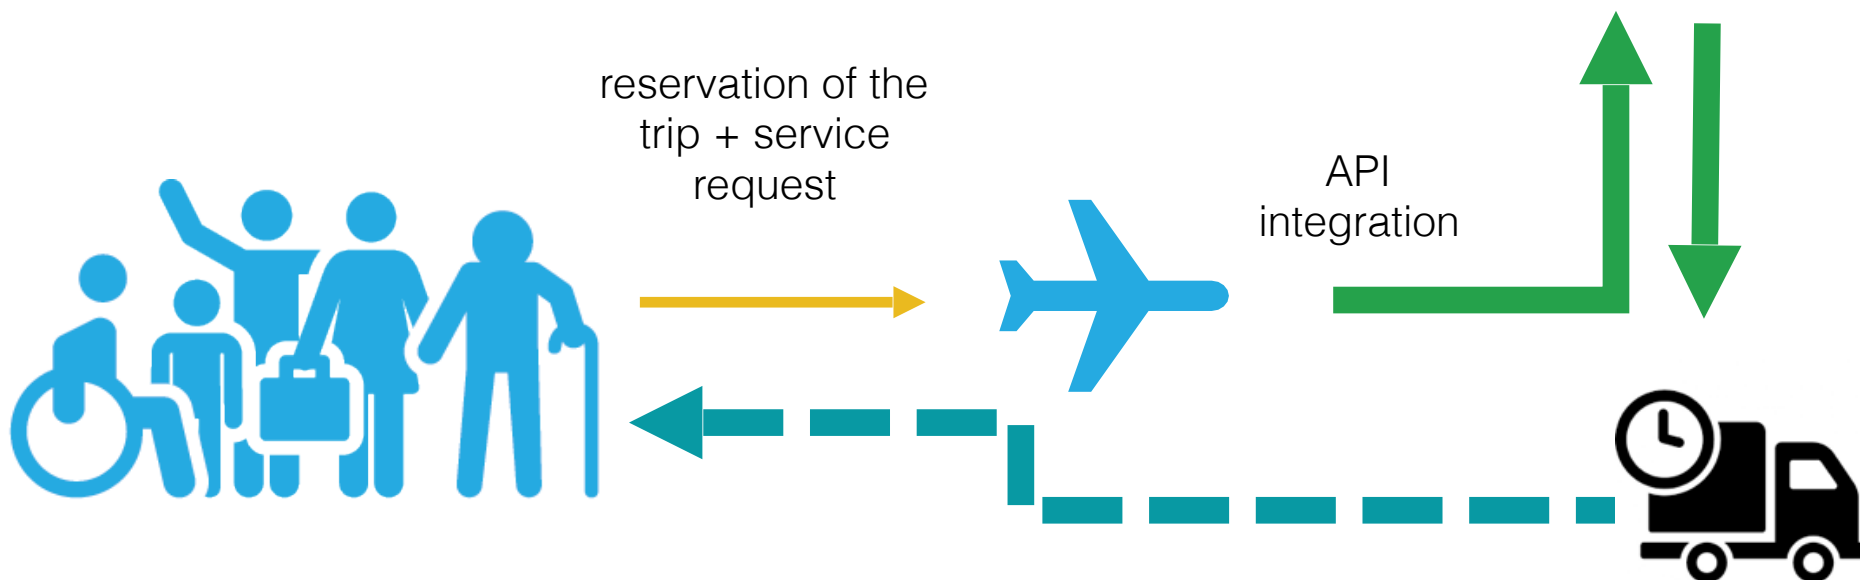 reservation of the
trip + service
request
API
integration